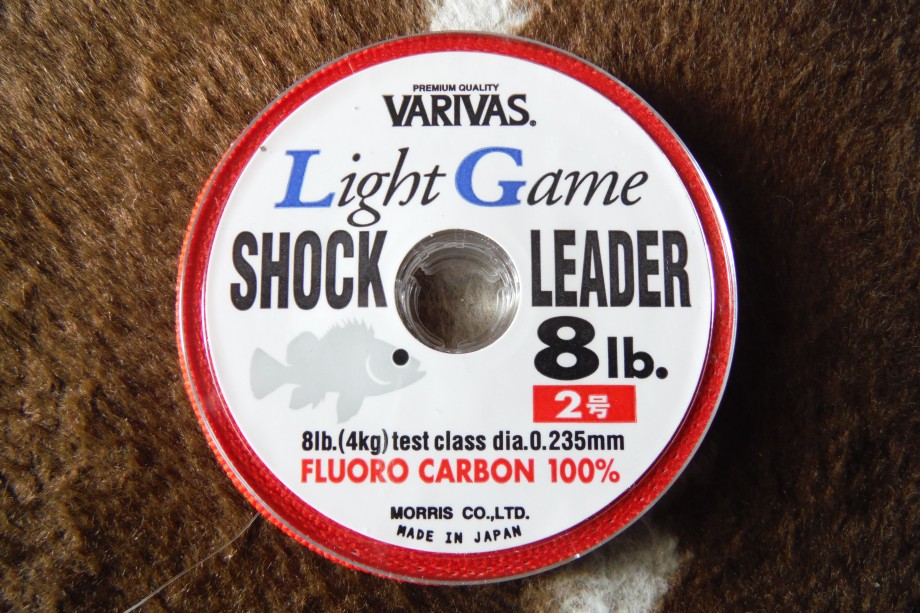 PREMIUM QUALITY
VARIVAS®
Light Game
SHOCK LEADER
8lb.
2号
8lb.(4kg)test class dia.0.235mm
FLUORO CARBON 100%
MORRIS CO.,LTD.
MADE IN JAPAN